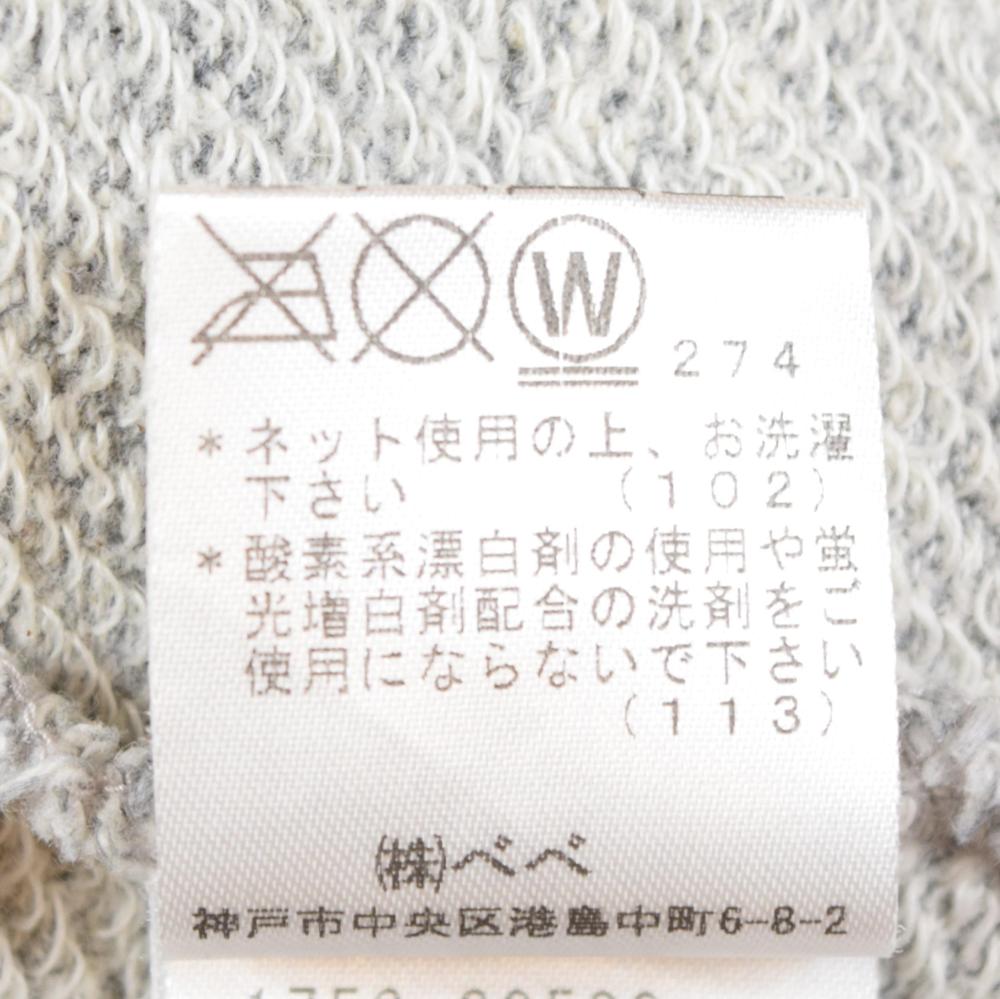 W
274
*ネット使用の上、お洗濯
下さい (102)
*酸素系漂白剤の使用や蛍
光増白剤配合の洗剤をご
使用にならないで下さい
(113)
㈱べべ
神戸市中央区港島中町6-8-2